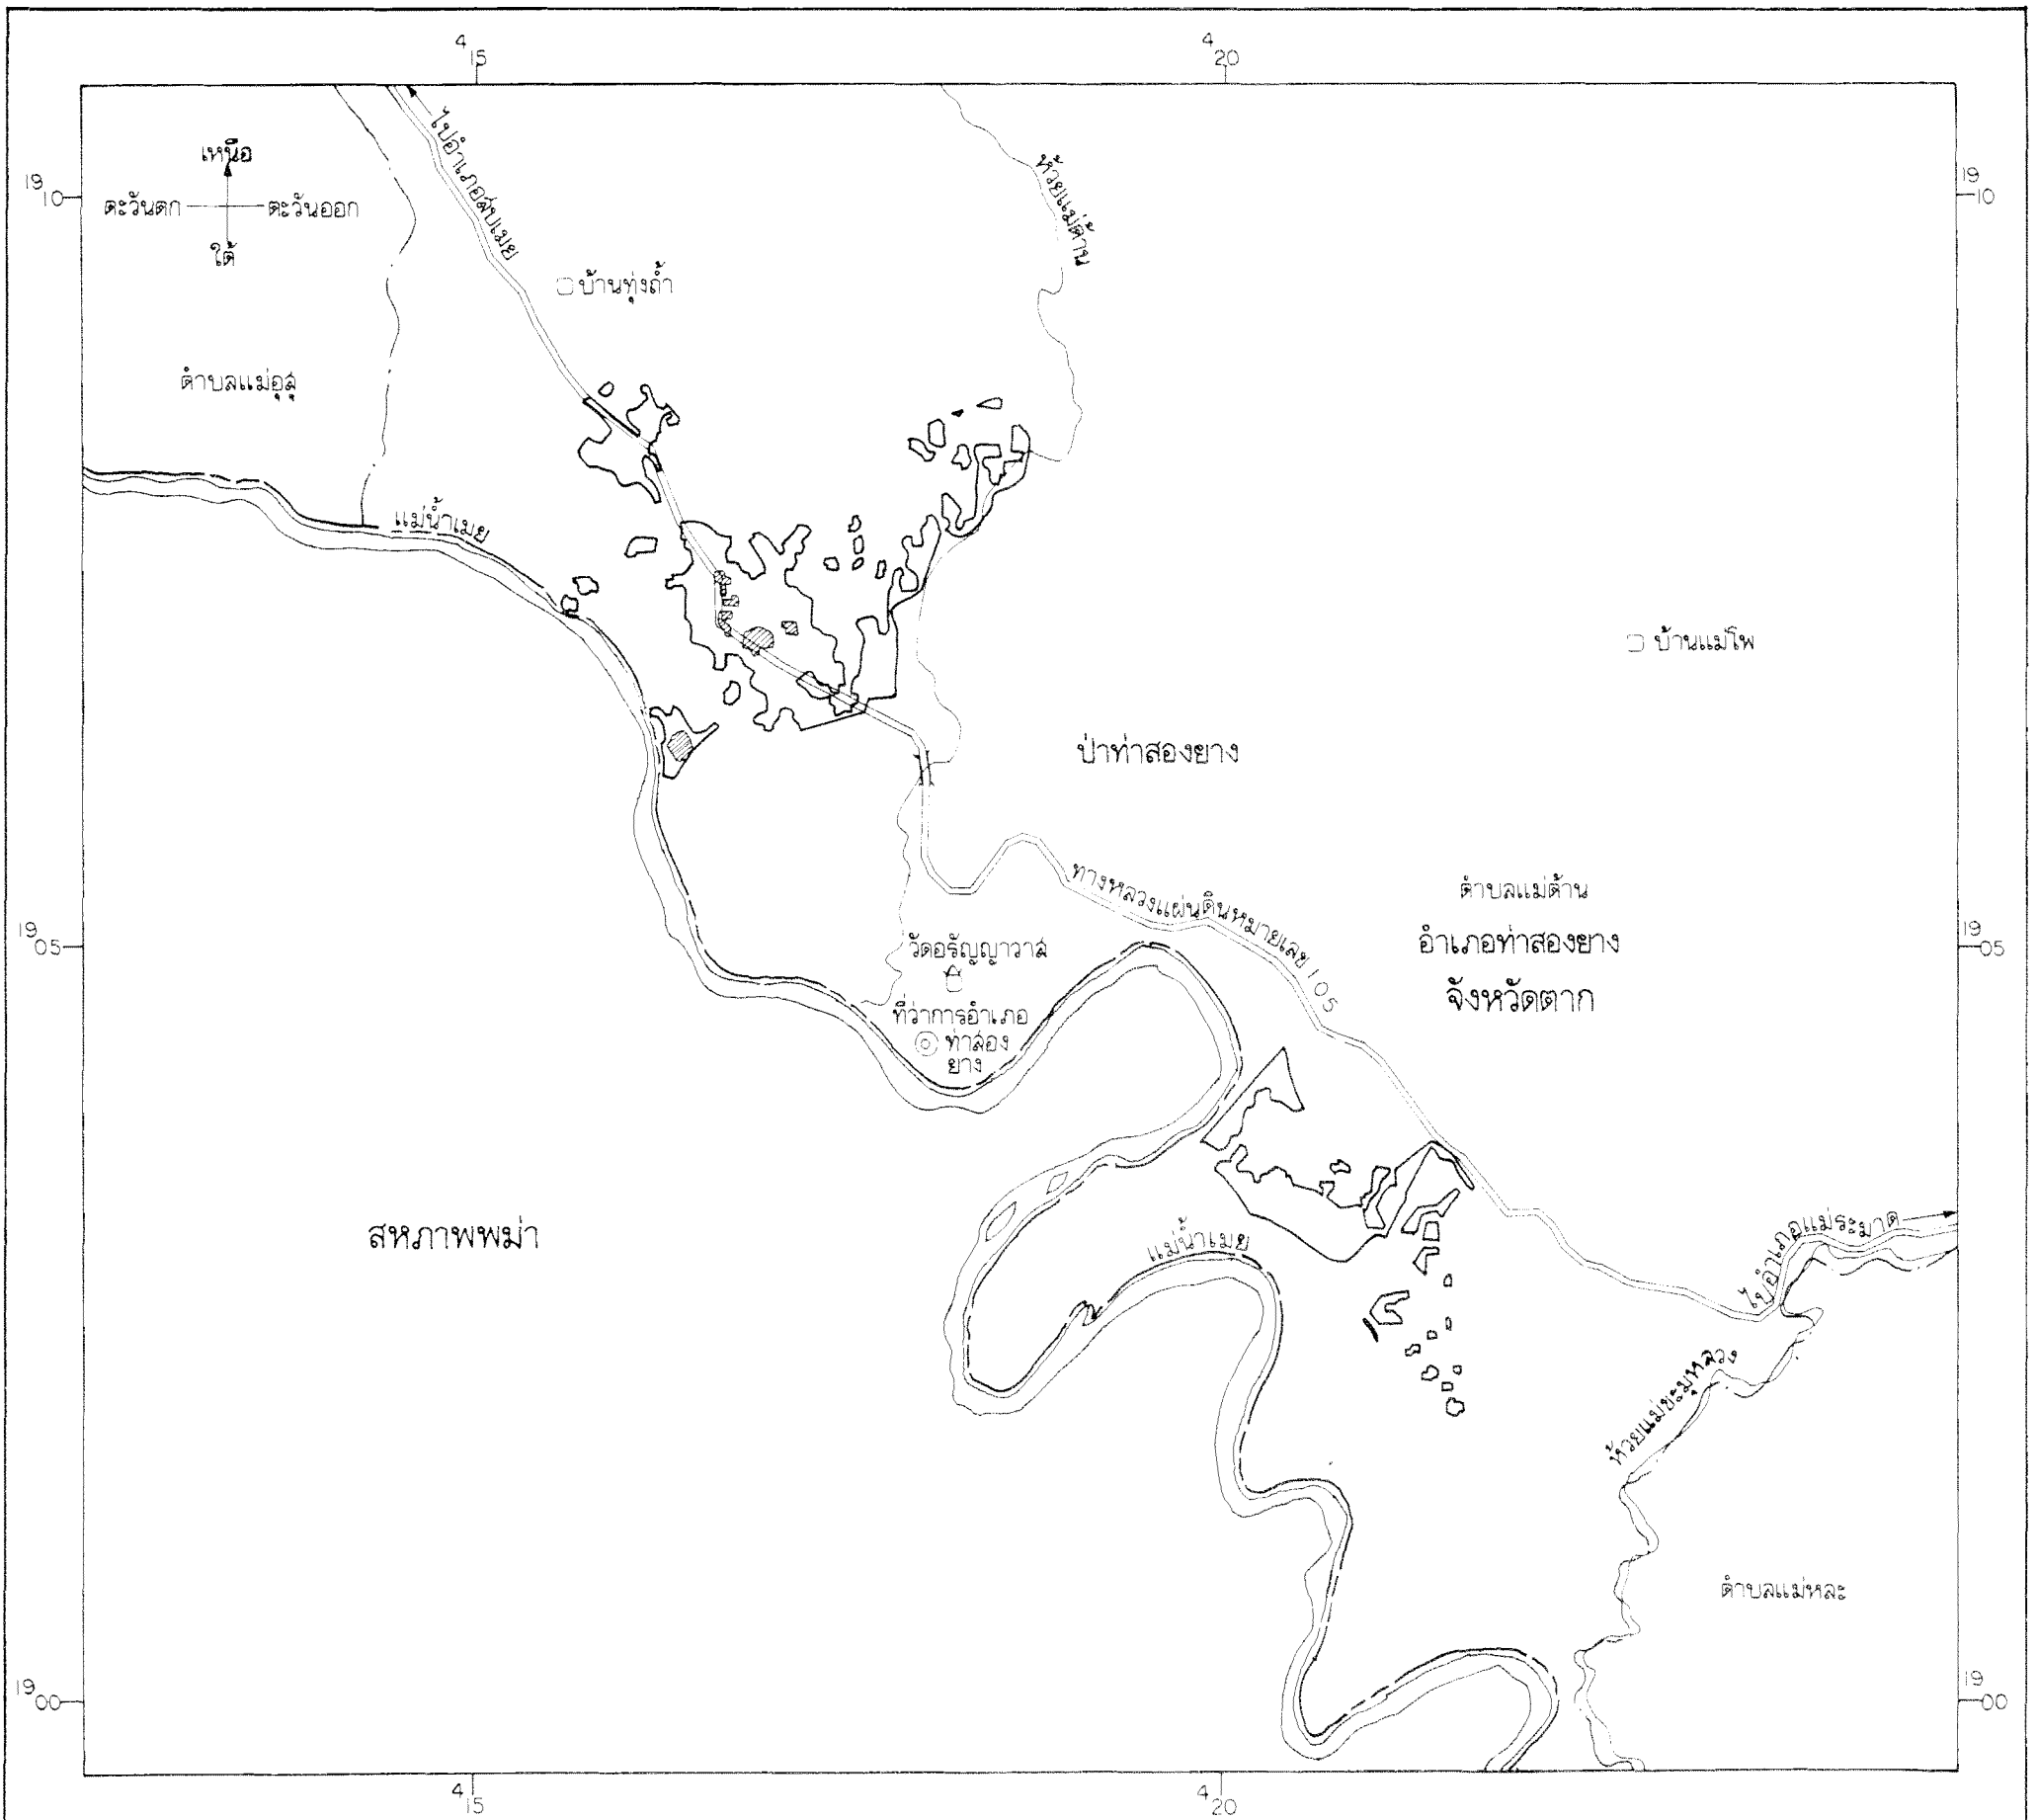 4 15
4 20
เหนือ
ตะวันตก
ตะวันออก
ใต้
ไปอำเภอสบเมย
ห้วยแม่ต้าน
19 10
19 10
บ้านทุ่งถ้ำ
ตำบลแม่อุสุ
แม่น้ำเมย
บ้านแม่โพ
ป่าท่าสองยาง
ทางหลวงแผ่นดินหมายเลข 105
ตำบลแม่ต้าน
อำเภอท่าสองยาง
จังหวัดตาก
19 05
19 05
วัดอรัญญาวาส
ที่ว่าการอำเภอ
ท่าสอง
ยาง
สหภาพพม่า
แม่น้ำเมย
ไปอำเภอแม่ระมาด
ห้วยแม่ขะมุหลวง
ตำบลแม่หละ
19 00
19 00
4 15
4 20